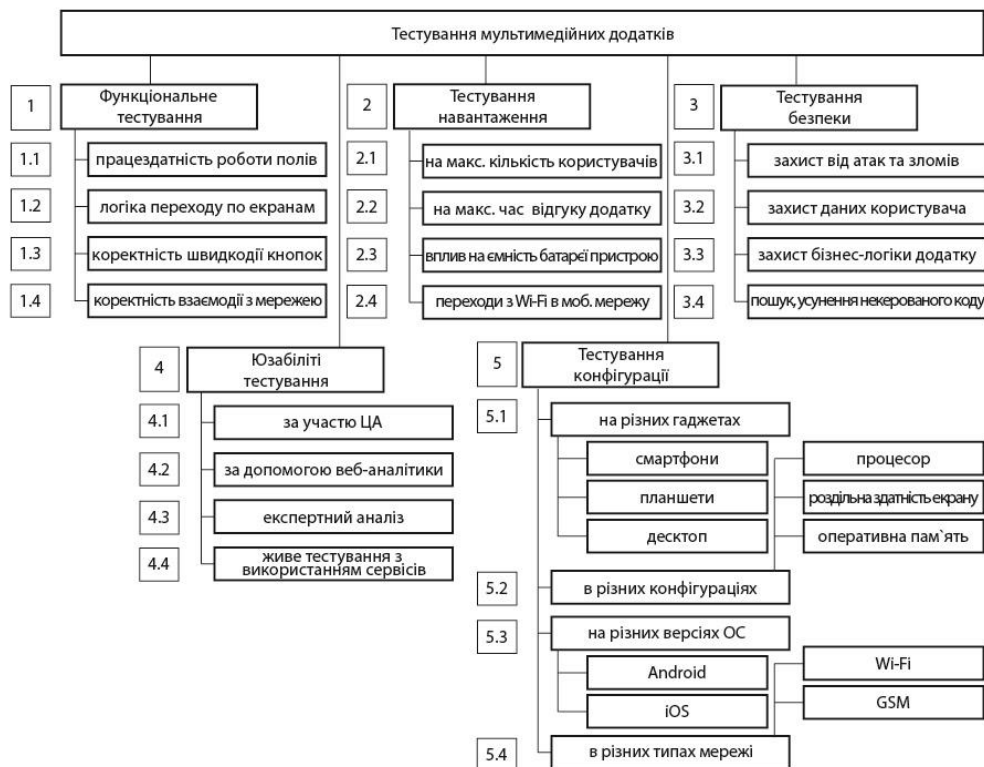 Тестування мультимедійних додатків
1
Функціональне
тестування
1.1
працездатність роботи полів
1.2
логіка переходу по екранам
1.3
коректність швидкодії кнопок
1.4
коректність взаємодії з мережею
2
Тестування
навантаження
2.1
на макс. кількість користувачів
2.2
на макс. час відгуку додатку
2.3
вплив на ємність батареї пристрою
2.4
переходи з Wi-Fi в моб. мережу
3
Тестування
безпеки
3.1
захист від атак та зломів
3.2
захист даних користувача
3.3
захист бізнес-логіки додатку
3.4
пошук, усунення некерованого коду
4
Юзабіліті
тестування
4.1
за участю ЦА
4.2
за допомогою веб-аналітики
4.3
експертний аналіз
4.4
живе тестування з
використанням сервісів
5
Тестування
конфігурації
5.1
на різних гаджетах
смартфони
планшети
десктоп
5.2
в різних конфігураціях
процесор
роздільна здатність екрану
оперативна пам`ять
5.3
на різних версіях ОС
Android
iOS
5.4
в різних типах мережі
Wi-Fi
GSM